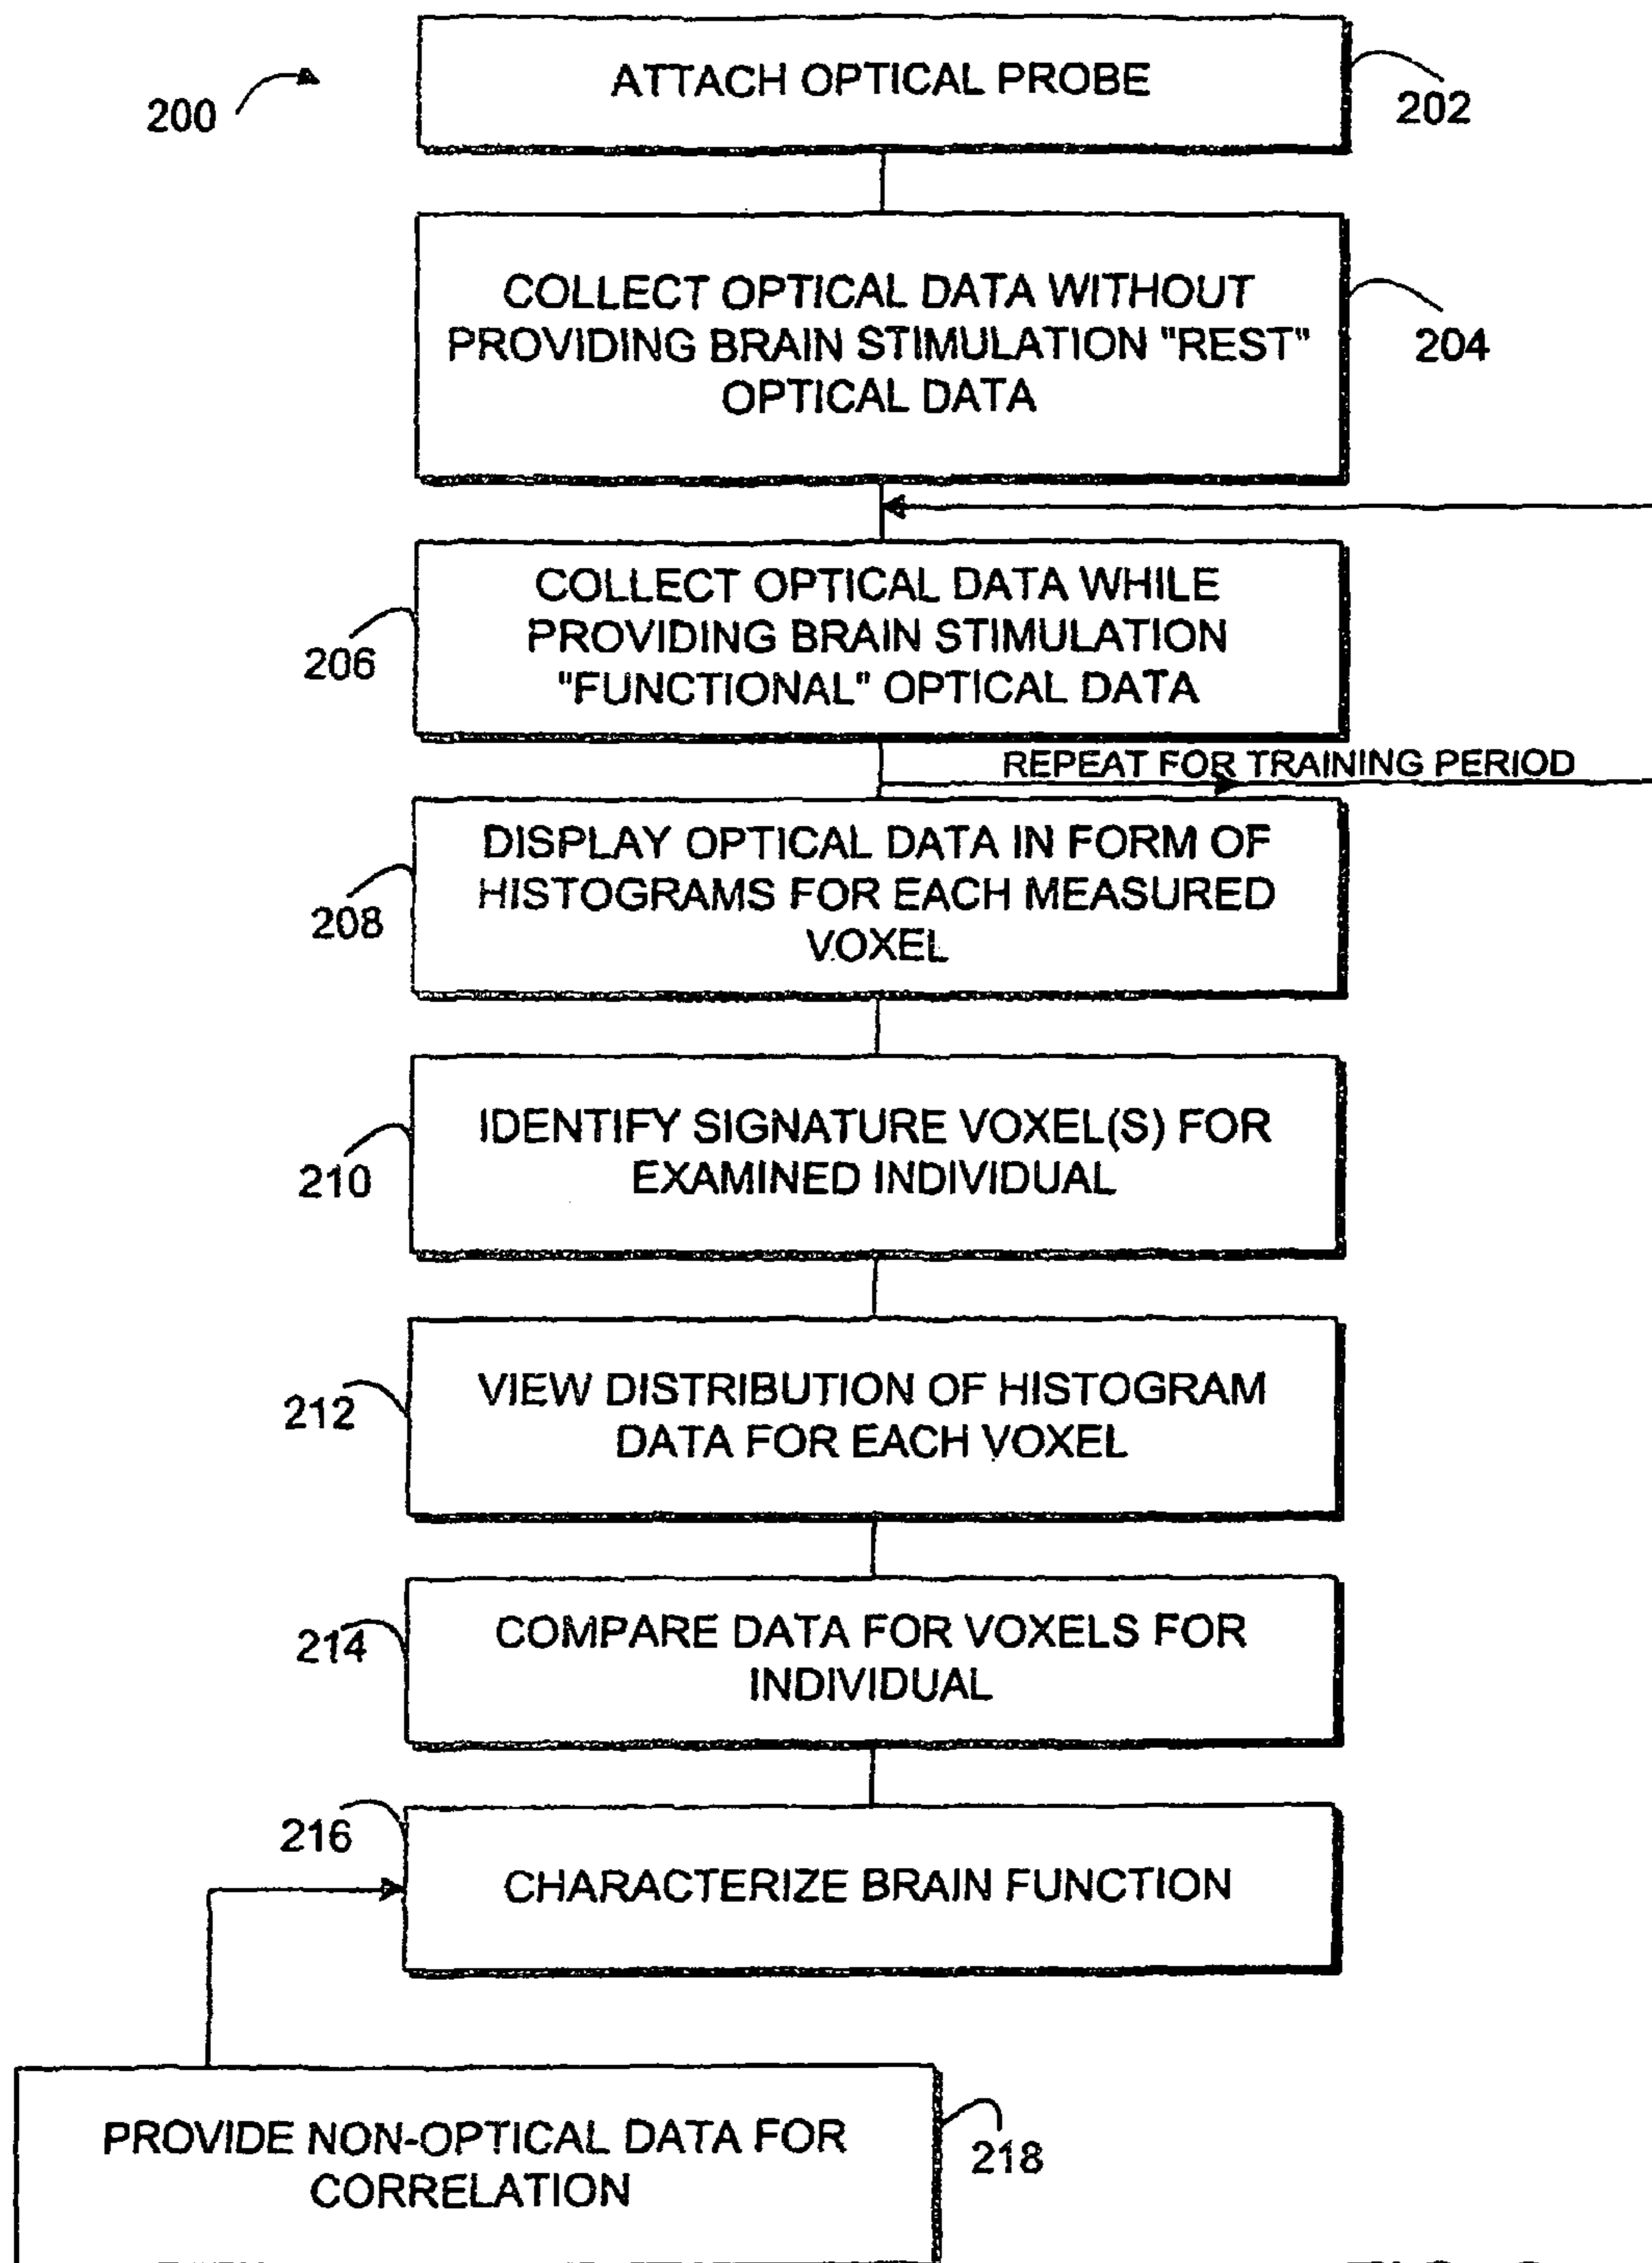 200
ATTACH OPTICAL PROBE
202
COLLECT OPTICAL DATA WITHOUT
PROVIDING BRAIN STIMULATION "REST"
OPTICAL DATA
204
COLLECT OPTICAL DATA WHILE
PROVIDING BRAIN STIMULATION
"FUNCTIONAL" OPTICAL DATA
206
REPEAT FOR TRAINING PERIOD
DISPLAY OPTICAL DATA IN FORM OF
HISTOGRAMS FOR EACH MEASURED
VOXEL
208
IDENTIFY SIGNATURE VOXEL(S) FOR
EXAMINED INDIVIDUAL
210
VIEW DISTRIBUTION OF HISTOGRAM
DATA FOR EACH VOXEL
212
COMPARE DATA FOR VOXELS FOR
INDIVIDUAL
214
216
CHARACTERIZE BRAIN FUNCTION
PROVIDE NON-OPTICAL DATA FOR
CORRELATION
218